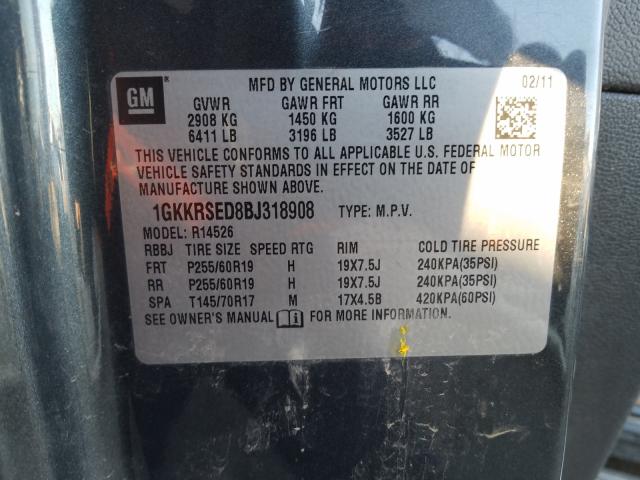 GM
MFD BY GENERAL MOTORS LLC 02/11
GVWR GAWR FRT GAWR RR
2908 KG 1450 KG 1600 KG
6411 LB 3196 LB 3527 LB
THIS VEHICLE CONFORMS TO ALL APPLICABLE U.S. FEDERAL MOTOR
VEHICLE SAFETY STANDARDS IN EFFECT ON THE DATE OF
MANUFACTURE SHOWN ABOVE.
1GKKRSED8BJ318908 TYPE: M.P.V.
MODEL: R14526
RBBJ TIRE SIZE SPEED RTG RIM COLD TIRE PRESSURE
FRT P255/60R19 H 19X7.5J 240KPA(35PSI)
RR P255/60R19 H 19X7.5J 240KPA(35PSI)
SPA T145/70R17 M 17X4.5B 420KPA(60PSI)
SEE OWNER'S MANUAL i FOR MORE INFORMATION.